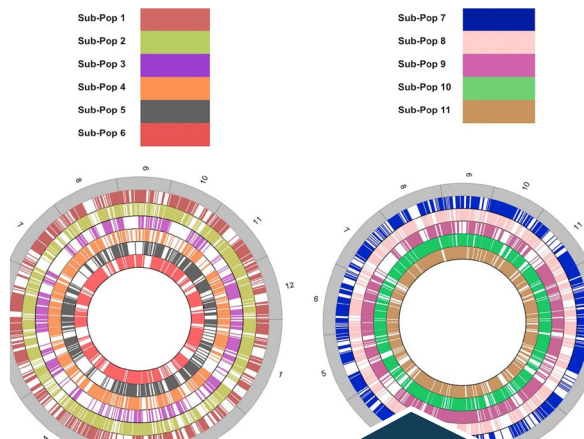 Sub-Pop 1
Sub-Pop 2
Sub-Pop 3
Sub-Pop 4
Sub-Pop 5
Sub-Pop 6
Sub-Pop 7
Sub-Pop 8
Sub-Pop 9
Sub-Pop 10
Sub-Pop 11
7
8
9
10
11
12
1
5
6
7
8
9
10
11